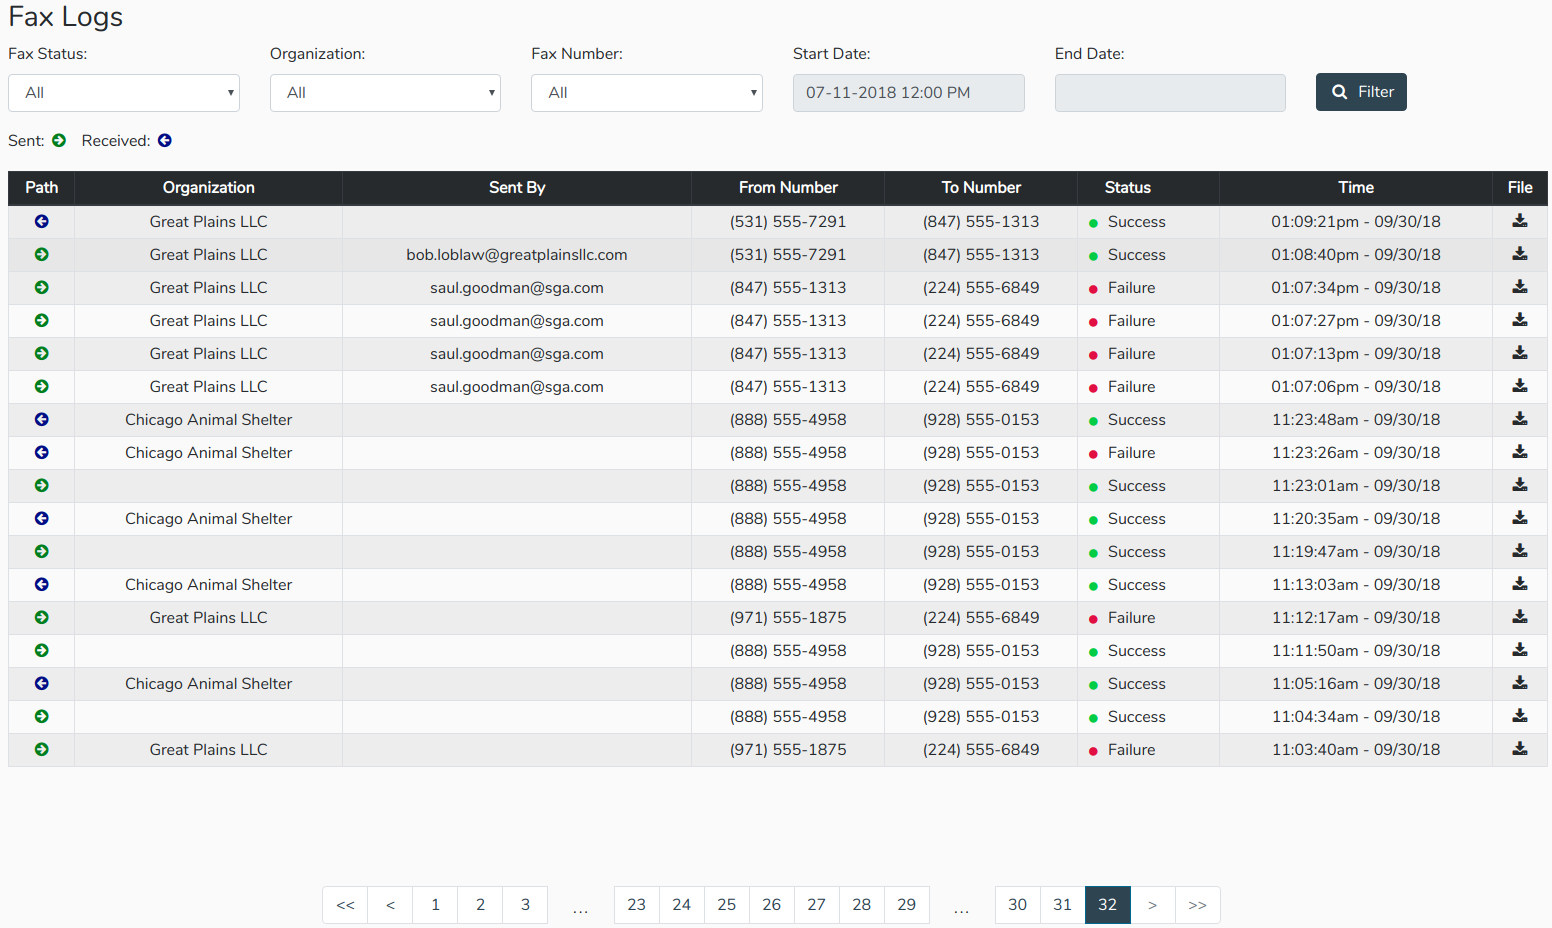 Fax Logs
Fax Status: Organization: Fax Number: Start Date: End Date:
All All All 07-11-2018 12:00 PM Filter
Sent: Received:
Path Organization Sent By From Number To Number Status Time File
Great Plains LLC (531) 555-7291 (847) 555-1313 Success 01:09:21pm - 09/30/18
Great Plains LLC bob.loblaw@greatplainsllc.com (531) 555-7291 (847) 555-1313 Success 01:08:40pm - 09/30/18
Great Plains LLC saul.goodman@sga.com (847) 555-1313 (224) 555-6849 Failure 01:07:34pm - 09/30/18
Great Plains LLC saul.goodman@sga.com (847) 555-1313 (224) 555-6849 Failure 01:07:27pm - 09/30/18
Great Plains LLC saul.goodman@sga.com (847) 555-1313 (224) 555-6849 Failure 01:07:13pm - 09/30/18
Great Plains LLC saul.goodman@sga.com (847) 555-1313 (224) 555-6849 Failure 01:07:06pm - 09/30/18
Chicago Animal Shelter (888) 555-4958 (928) 555-0153 Success 11:23:48am - 09/30/18
Chicago Animal Shelter (888) 555-4958 (928) 555-0153 Failure 11:23:26am - 09/30/18
(888) 555-4958 (928) 555-0153 Success 11:23:01am - 09/30/18
Chicago Animal Shelter (888) 555-4958 (928) 555-0153 Success 11:20:35am - 09/30/18
(888) 555-4958 (928) 555-0153 Success 11:19:47am - 09/30/18
Chicago Animal Shelter (888) 555-4958 (928) 555-0153 Success 11:13:03am - 09/30/18
Great Plains LLC (971) 555-1875 (224) 555-6849 Failure 11:12:17am - 09/30/18
(888) 555-4958 (928) 555-0153 Success 11:11:50am - 09/30/18
Chicago Animal Shelter (888) 555-4958 (928) 555-0153 Success 11:05:16am - 09/30/18
(888) 555-4958 (928) 555-0153 Success 11:04:34am - 09/30/18
Great Plains LLC (971) 555-1875 (224) 555-6849 Failure 11:03:40am - 09/30/18
<< < 1 2 3 ... 23 24 25 26 27 28 29 ... 30 31 32 > >>